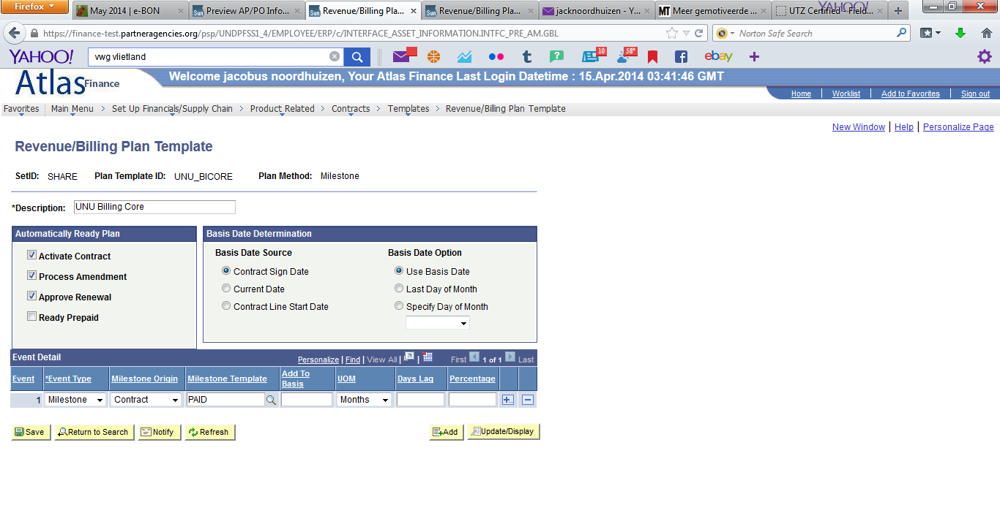 Firefox
May 2014 | e-BON
Preview AP/PO Info...
Revenue/Billing Pla...
Revenue/Billing Pla...
jacknoordhuizen - Y...
Meer gemotiveerde ...
UTZ Certified - Field...
YAHOO!
https://finance-test.partneragencies.org/psp/UNDPFSS1_4/EMPLOYEE/ERP/c/INTERFACE_ASSET_INFORMATION.INTFC_PRE_AM.GBL
Norton Safe Search
YAHOO! vwg vlietland 10 58° ebay
Atlas Finance
Welcome jacobus noordhuizen, Your Atlas Finance Last Login Datetime : 15.Apr.2014 03:41:46 GMT
Home Worklist Add to Favorites Sign out
Favorites Main Menu > Set Up Financials/Supply Chain > Product Related > Contracts > Templates > Revenue/Billing Plan Template
New Window | Help | Personalize Page
Revenue/Billing Plan Template
SetID: SHARE Plan Template ID: UNU_BICORE Plan Method: Milestone
*Description: UNU Billing Core
Automatically Ready Plan
Activate Contract
Process Amendment
Approve Renewal
Ready Prepaid
Basis Date Determination
Basis Date Source
Contract Sign Date
Current Date
Contract Line Start Date
Basis Date Option
Use Basis Date
Last Day of Month
Specify Day of Month
Event Detail Personalize | Find | View All | | First 1 of 1 Last
Event *Event Type Milestone Origin Milestone Template Add To Basis UOM Days Lag Percentage
1 Milestone Contract PAID Months
Save Return to Search Notify Refresh Add Update/Display